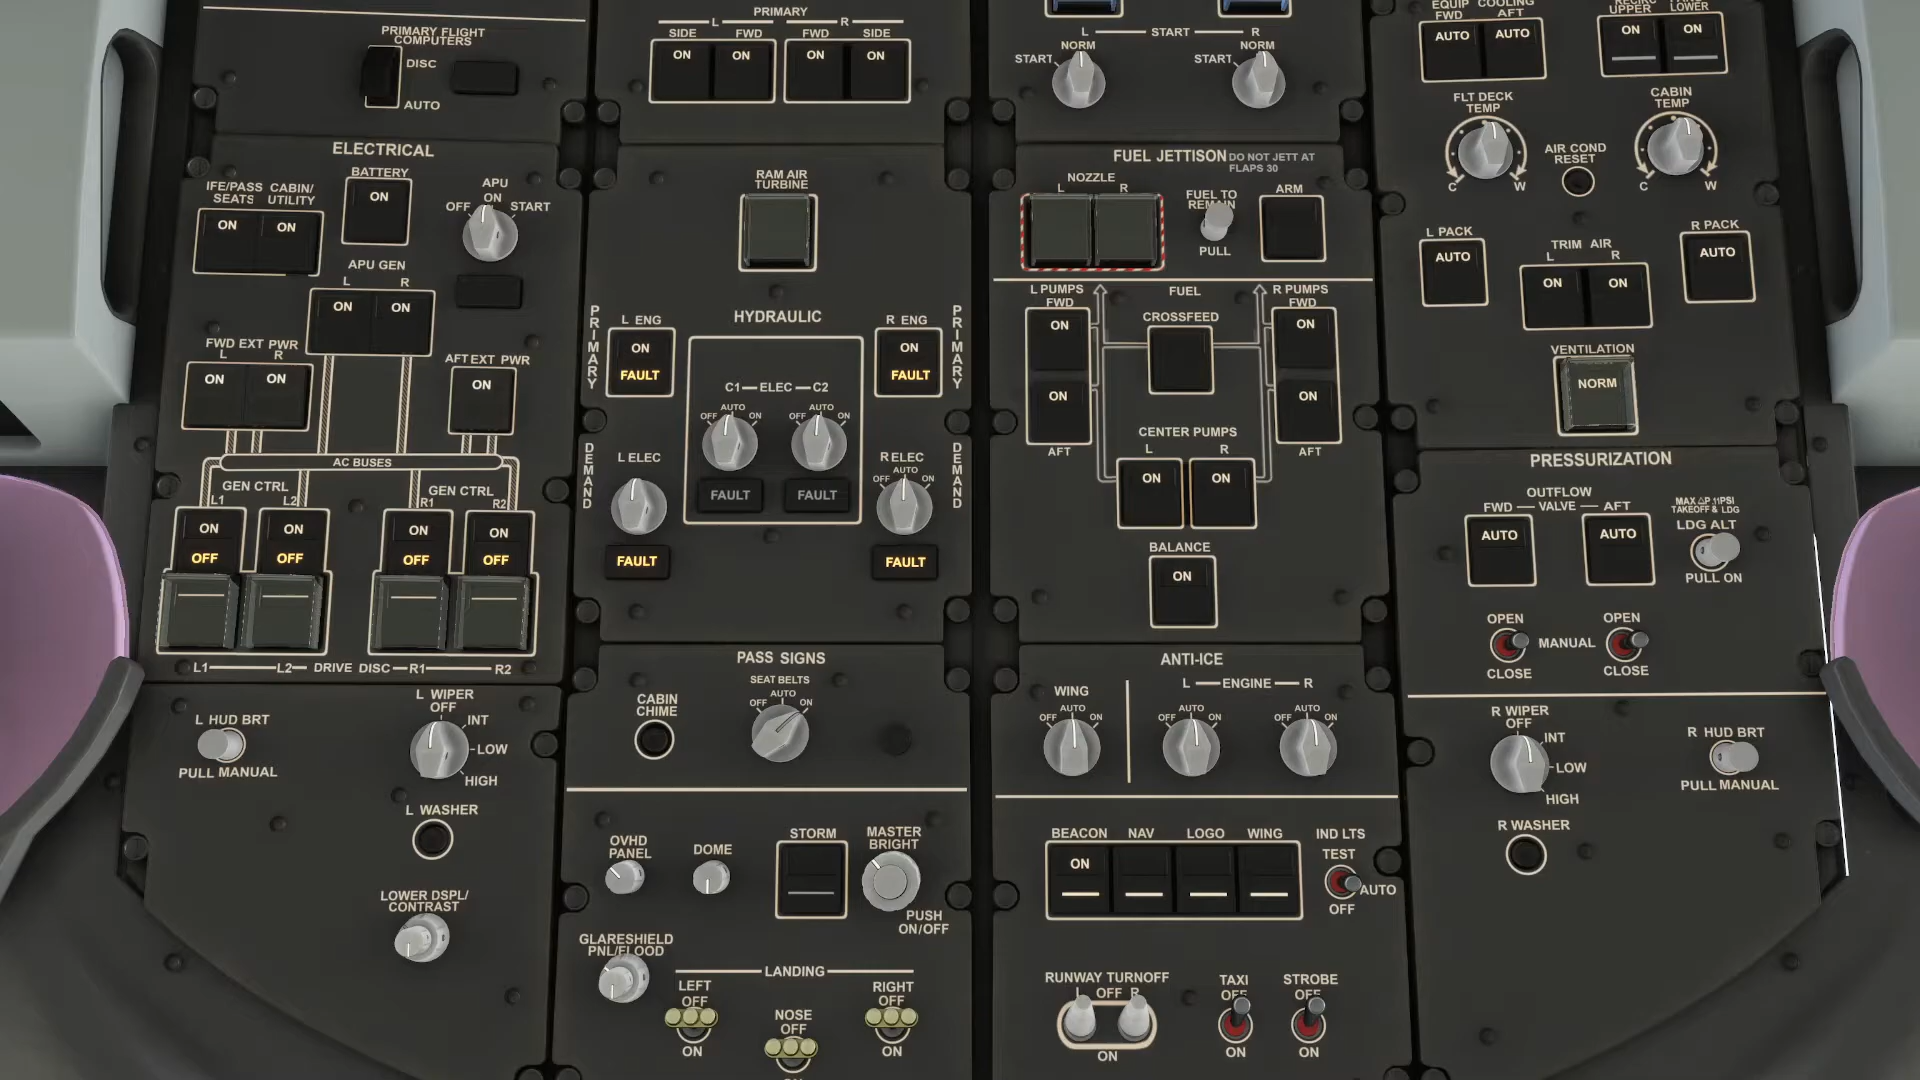 PRIMARY FLIGHT
COMPUTERS
DISC
AUTO
PRIMARY
L R
SIDE FWD FWD SIDE
ON ON ON ON
L START R
NORM NORM
START START
EQUIP COOLING
FWD AFT
AUTO AUTO
UPPER LOWER
ON ON
FLT DECK
TEMP
C W
CABIN
TEMP
C W
AIR COND
RESET
L PACK
AUTO
TRIM AIR
L R
ON ON
R PACK
AUTO
VENTILATION
NORM
ELECTRICAL
BATTERY
ON
IFE/PASS
SEATS
CABIN/
UTILITY
ON ON
APU
OFF ON START
APU GEN
L R
ON ON
FWD EXT PWR
L R
ON ON
AFT EXT PWR
ON
AC BUSES
GEN CTRL GEN CTRL
L1 L2 R1 R2
ON ON ON ON
OFF OFF OFF OFF
L1 L2 DRIVE DISC R1 R2
RAM AIR
TURBINE
HYDRAULIC
PRIMARY
L ENG
ON
FAULT
R ENG
ON
FAULT
PRIMARY
C1 ELEC C2
OFF AUTO ON OFF AUTO ON
FAULT FAULT
DEMAND
L ELEC
FAULT
R ELEC
OFF AUTO ON
FAULT
DEMAND
FUEL JETTISON
DO NOT JETT AT
FLAPS 30
NOZZLE
L R
FUEL TO
REMAIN
PULL
ARM
L PUMPS
FWD
ON
ON
AFT
FUEL
CROSSFEED
R PUMPS
FWD
ON
ON
AFT
CENTER PUMPS
L R
ON ON
BALANCE
ON
PRESSURIZATION
OUTFLOW
FWD VALVE AFT
AUTO AUTO
MAX △P .11PSI
TAKEOFF & LDG
LDG ALT
PULL ON
OPEN OPEN
MANUAL
CLOSE CLOSE
L HUD BRT
PULL MANUAL
L WIPER
OFF
INT
LOW
HIGH
L WASHER
LOWER DSPL/
CONTRAST
PASS SIGNS
CABIN
CHIME
SEAT BELTS
OFF AUTO ON
ANTI-ICE
WING
OFF AUTO ON
L ENGINE R
OFF AUTO ON OFF AUTO ON
R WIPER
OFF
INT
LOW
HIGH
R WASHER
R HUD BRT
PULL MANUAL
OVHD
PANEL
DOME
STORM
MASTER
BRIGHT
PUSH
ON/OFF
GLARESHIELD
PNL/FLOOD
LANDING
LEFT
OFF
ON
NOSE
OFF
RIGHT
OFF
ON
BEACON NAV LOGO WING
ON
IND LTS
TEST
AUTO
OFF
RUNWAY TURNOFF
L OFF R
ON
TAXI
OFF
ON
STROBE
OFF
ON